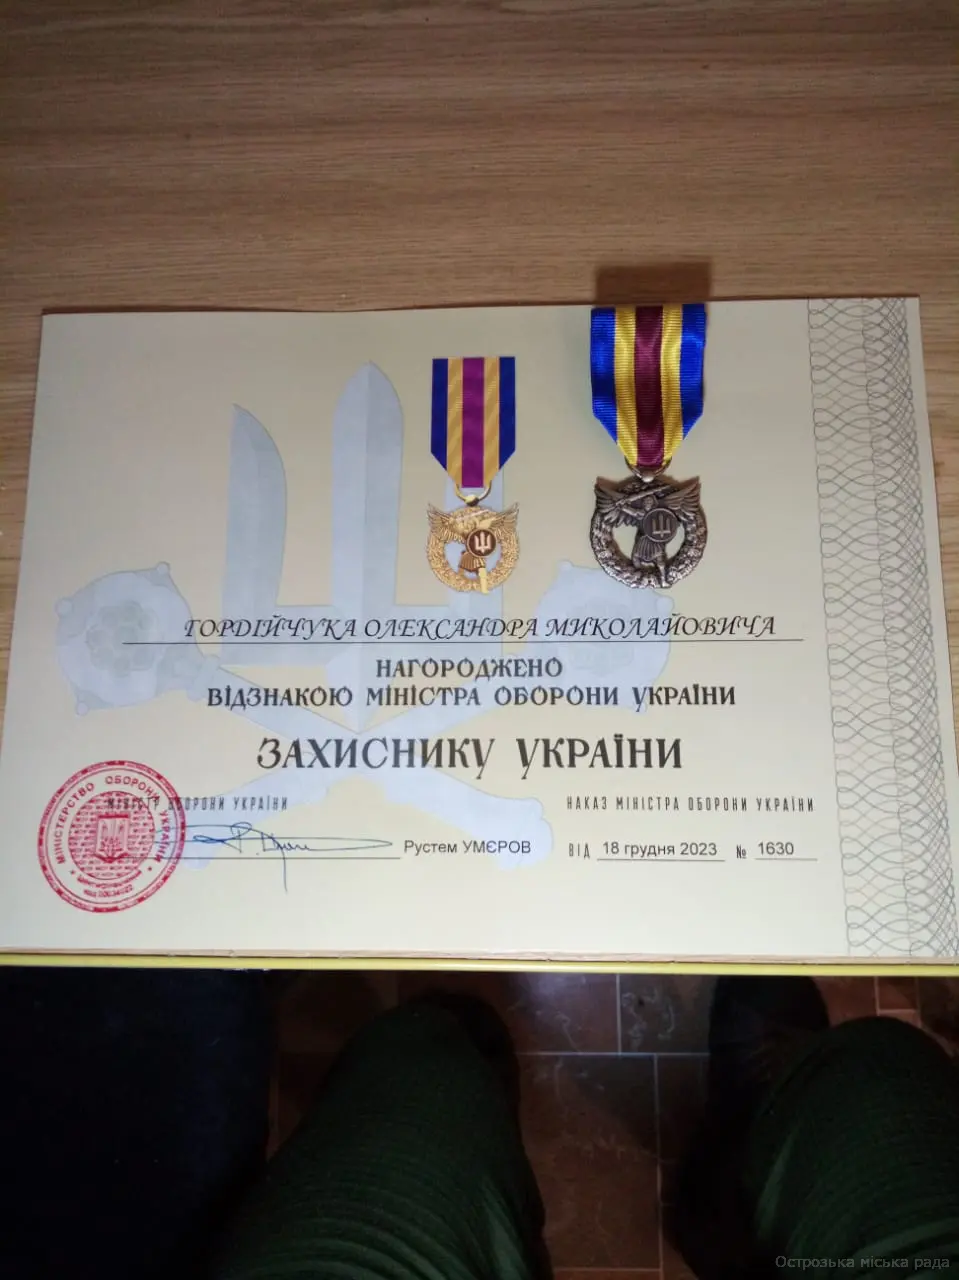 ГОРДІЙЧУКА ОЛЕКСАНДРА МИКОЛАЙОВИЧА
НАГОРОДЖЕНО
ВІДЗНАКОЮ МІНІСТРА ОБОРОНИ УКРАЇНИ
ЗАХИСНИКУ УКРАЇНИ
МІНІСТР ОБОРОНИ УКРАЇНИ
Рустем УМЄРОВ
НАКАЗ МІНІСТРА ОБОРОНИ УКРАЇНИ
ВІД 18 грудня 2023 № 1630
МІНІСТЕРСТВО ОБОРОНИ УКРАЇНИ
Острозька міська рада